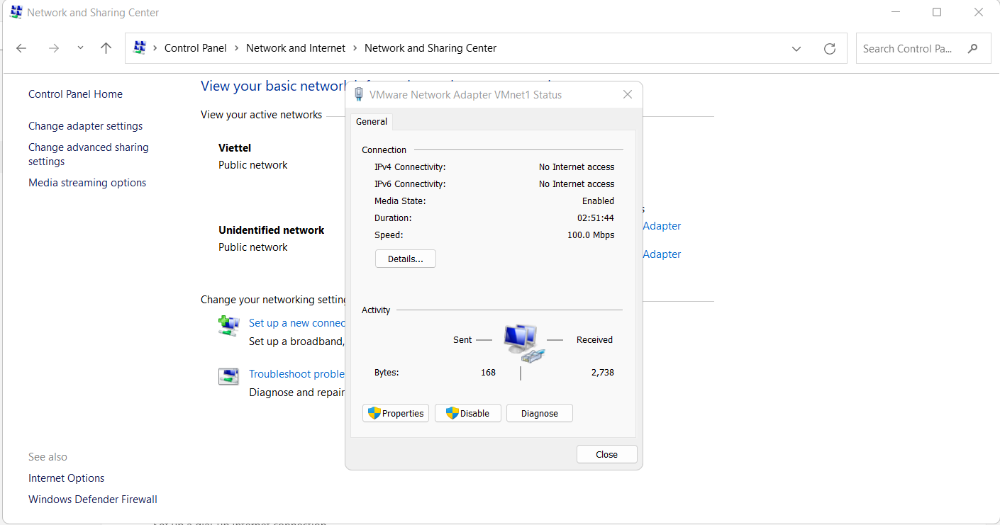 Network and Sharing Center
Control Panel > Network and Internet > Network and Sharing Center
Search Control Pa...
Control Panel Home
Change adapter settings
Change advanced sharing
settings
Media streaming options
See also
Internet Options
Windows Defender Firewall
View your basic network
View your active networks
Viettel
Public network
Unidentified network
Public network
Adapter
Adapter
Change your networking setting
Set up a new connec
Set up a broadband,
Troubleshoot proble
Diagnose and repair
VMware Network Adapter VMnet1 Status
General
Connection
IPv4 Connectivity: No Internet access
IPv6 Connectivity: No Internet access
Media State: Enabled
Duration: 02:51:44
Speed: 100.0 Mbps
Details...
Activity
Sent Received
Bytes: 168 2,738
Properties Disable Diagnose
Close